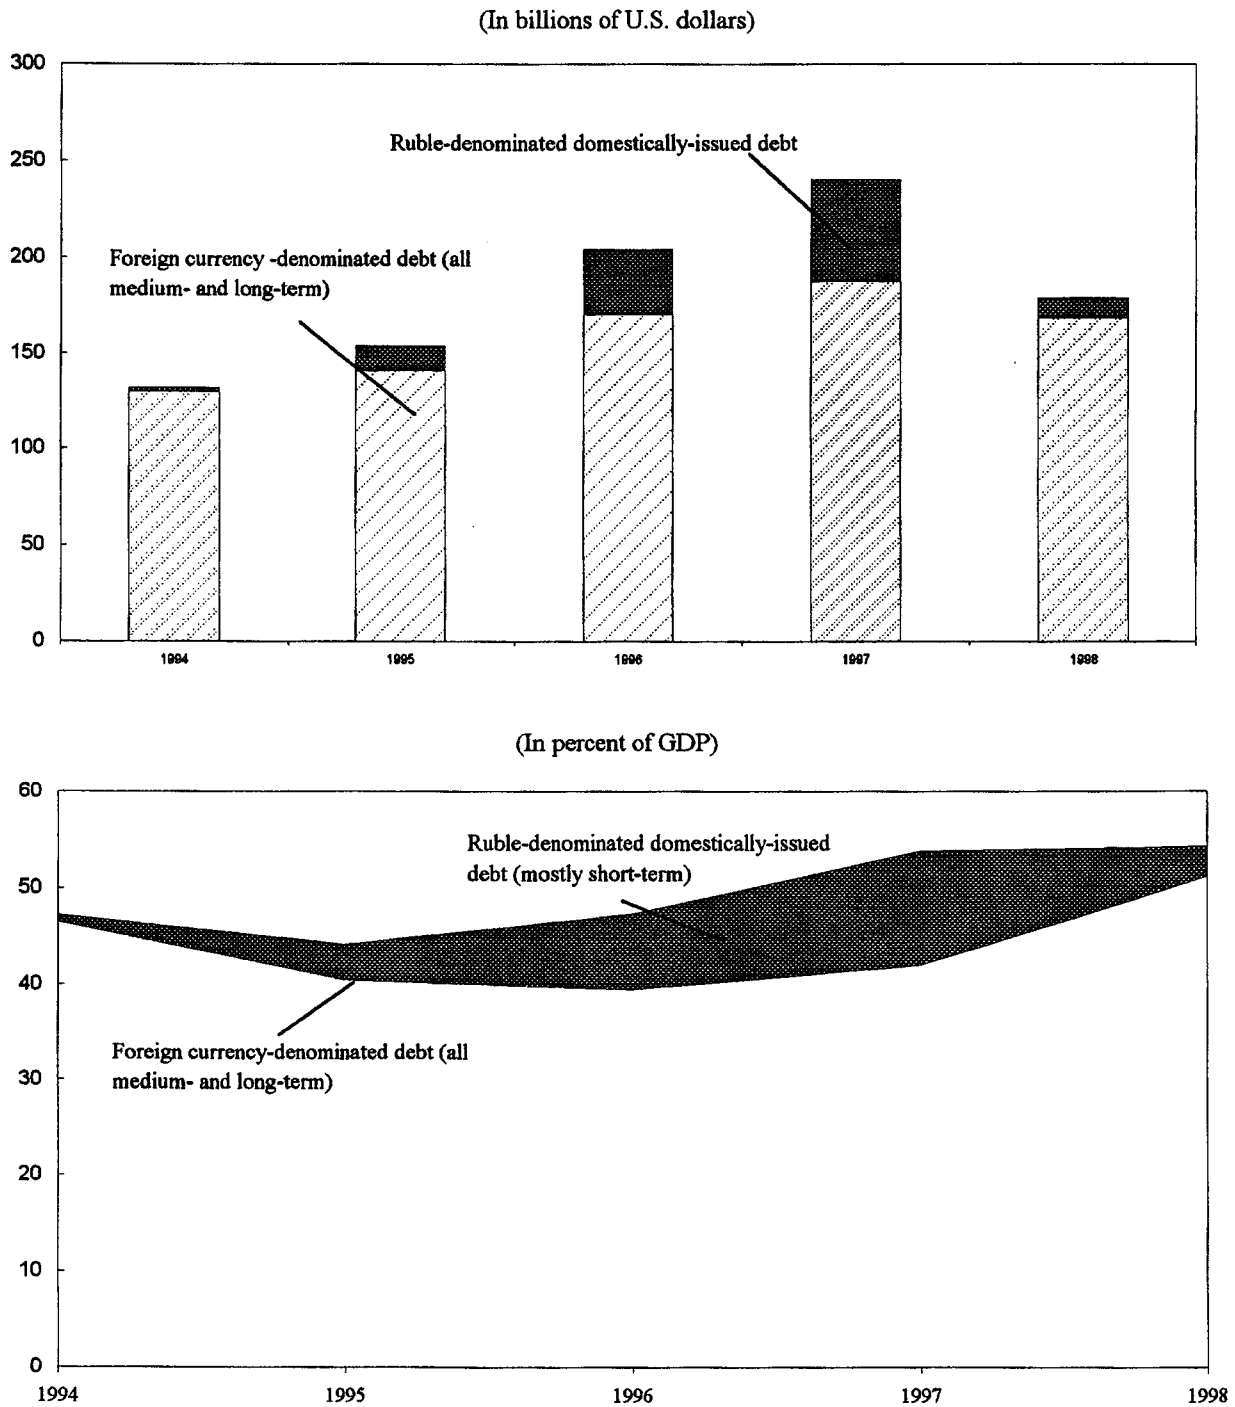 (In billions of U.S. dollars)
300
250
200
150
100
50
0
Ruble-denominated domestically-issued debt
Foreign currency -denominated debt (all
medium- and long-term)
1994 1995 1996 1997 1998
(In percent of GDP)
60
50
40
30
20
10
0
Ruble-denominated domestically-issued
debt (mostly short-term)
Foreign currency-denominated debt (all
medium- and long-term)
1994 1995 1996 1997 1998